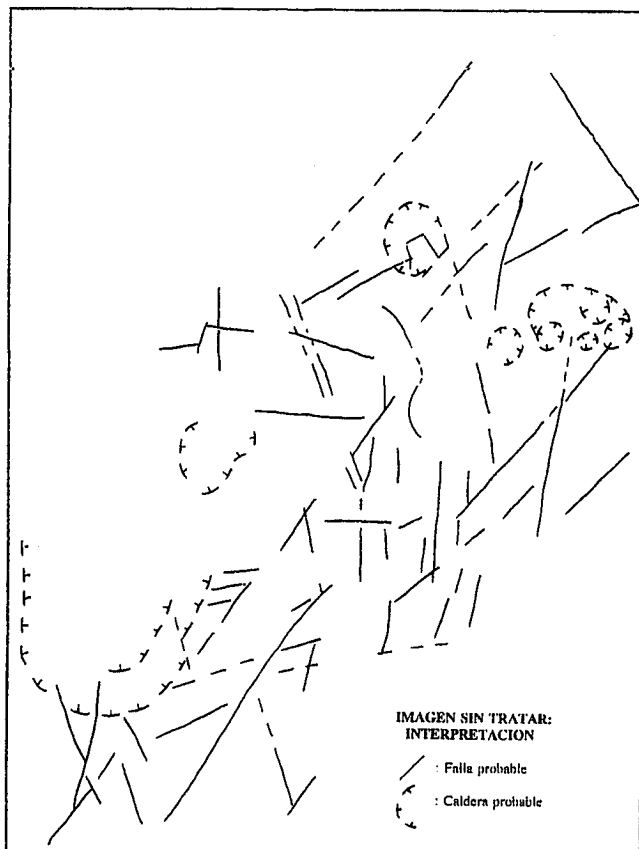 IMAGEN SIN TRATAR:
INTERPRETACION
: Falla probable
: Caldera probable